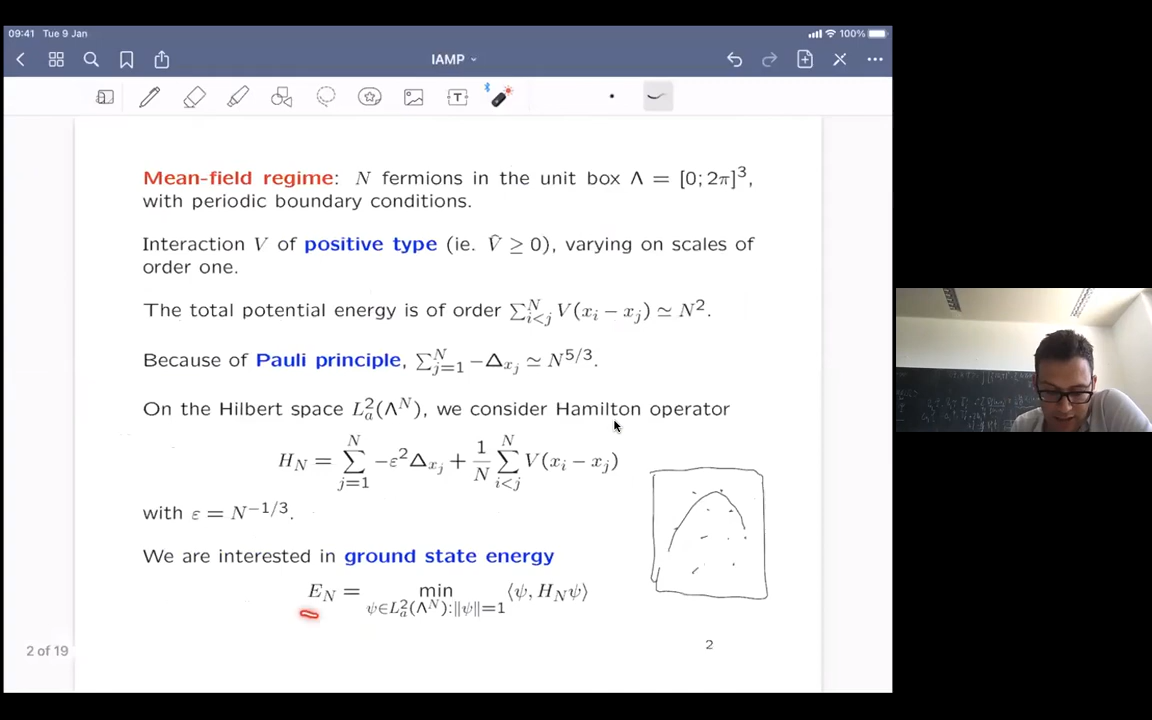 09:41 Tue 9 Jan
100%
IAMP
Mean-field regime: N fermions in the unit box Λ = [0; 2π]³,
with periodic boundary conditions.
Interaction V of positive type (ie. V̂ ≥ 0), varying on scales of
order one.
The total potential energy is of order ∑_{i<j}^N V(x_i − x_j) ≃ N².
Because of Pauli principle, ∑_{j=1}^N −Δ_{x_j} ≃ N^{5/3}.
On the Hilbert space L²_a(Λ^N), we consider Hamilton operator
H_N = ∑_{j=1}^N −ε²Δ_{x_j} + 1/N ∑_{i<j}^N V(x_i − x_j)
with ε = N^{−1/3}.
We are interested in ground state energy
E_N = min_{ψ∈L²_a(Λ^N):‖ψ‖=1} ⟨ψ, H_N ψ⟩
2 of 19
2